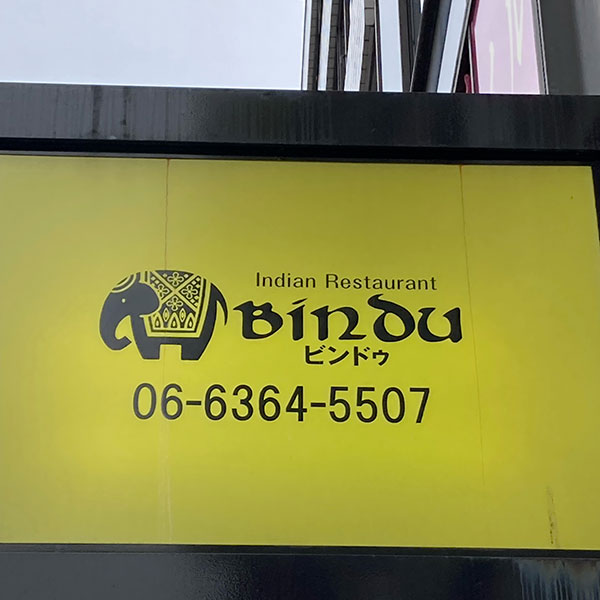 Indian Restaurant
Bindu
ビンドゥ
06-6364-5507